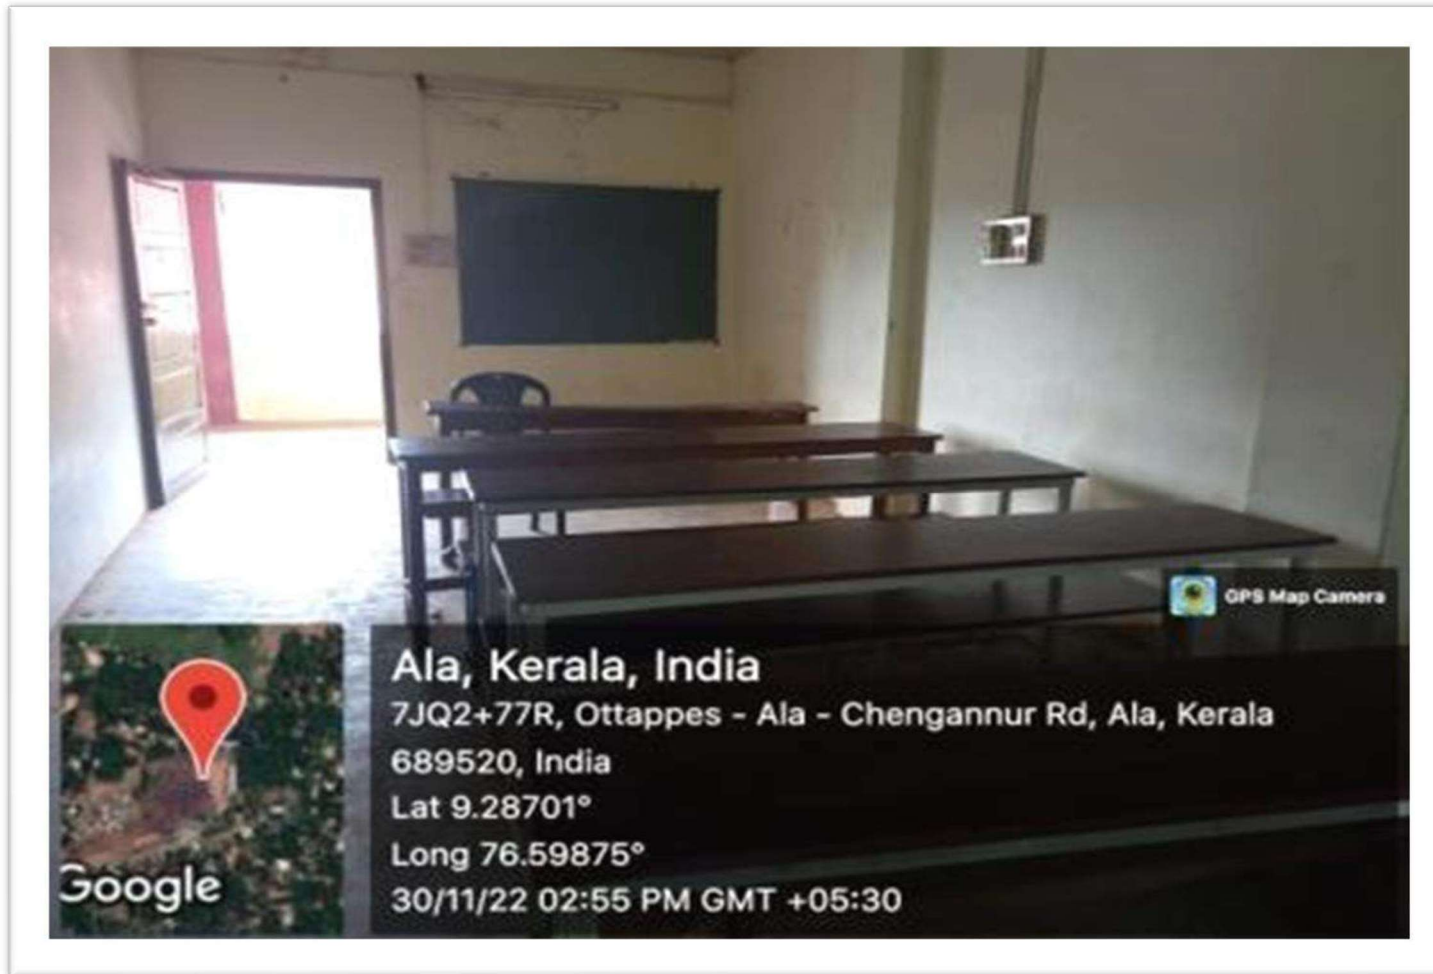 GPS Map Camera
Ala, Kerala, India
7JQ2+77R, Ottappes - Ala - Chengannur Rd, Ala, Kerala
689520, India
Lat 9.28701°
Long 76.59875°
30/11/22 02:55 PM GMT +05:30
Google